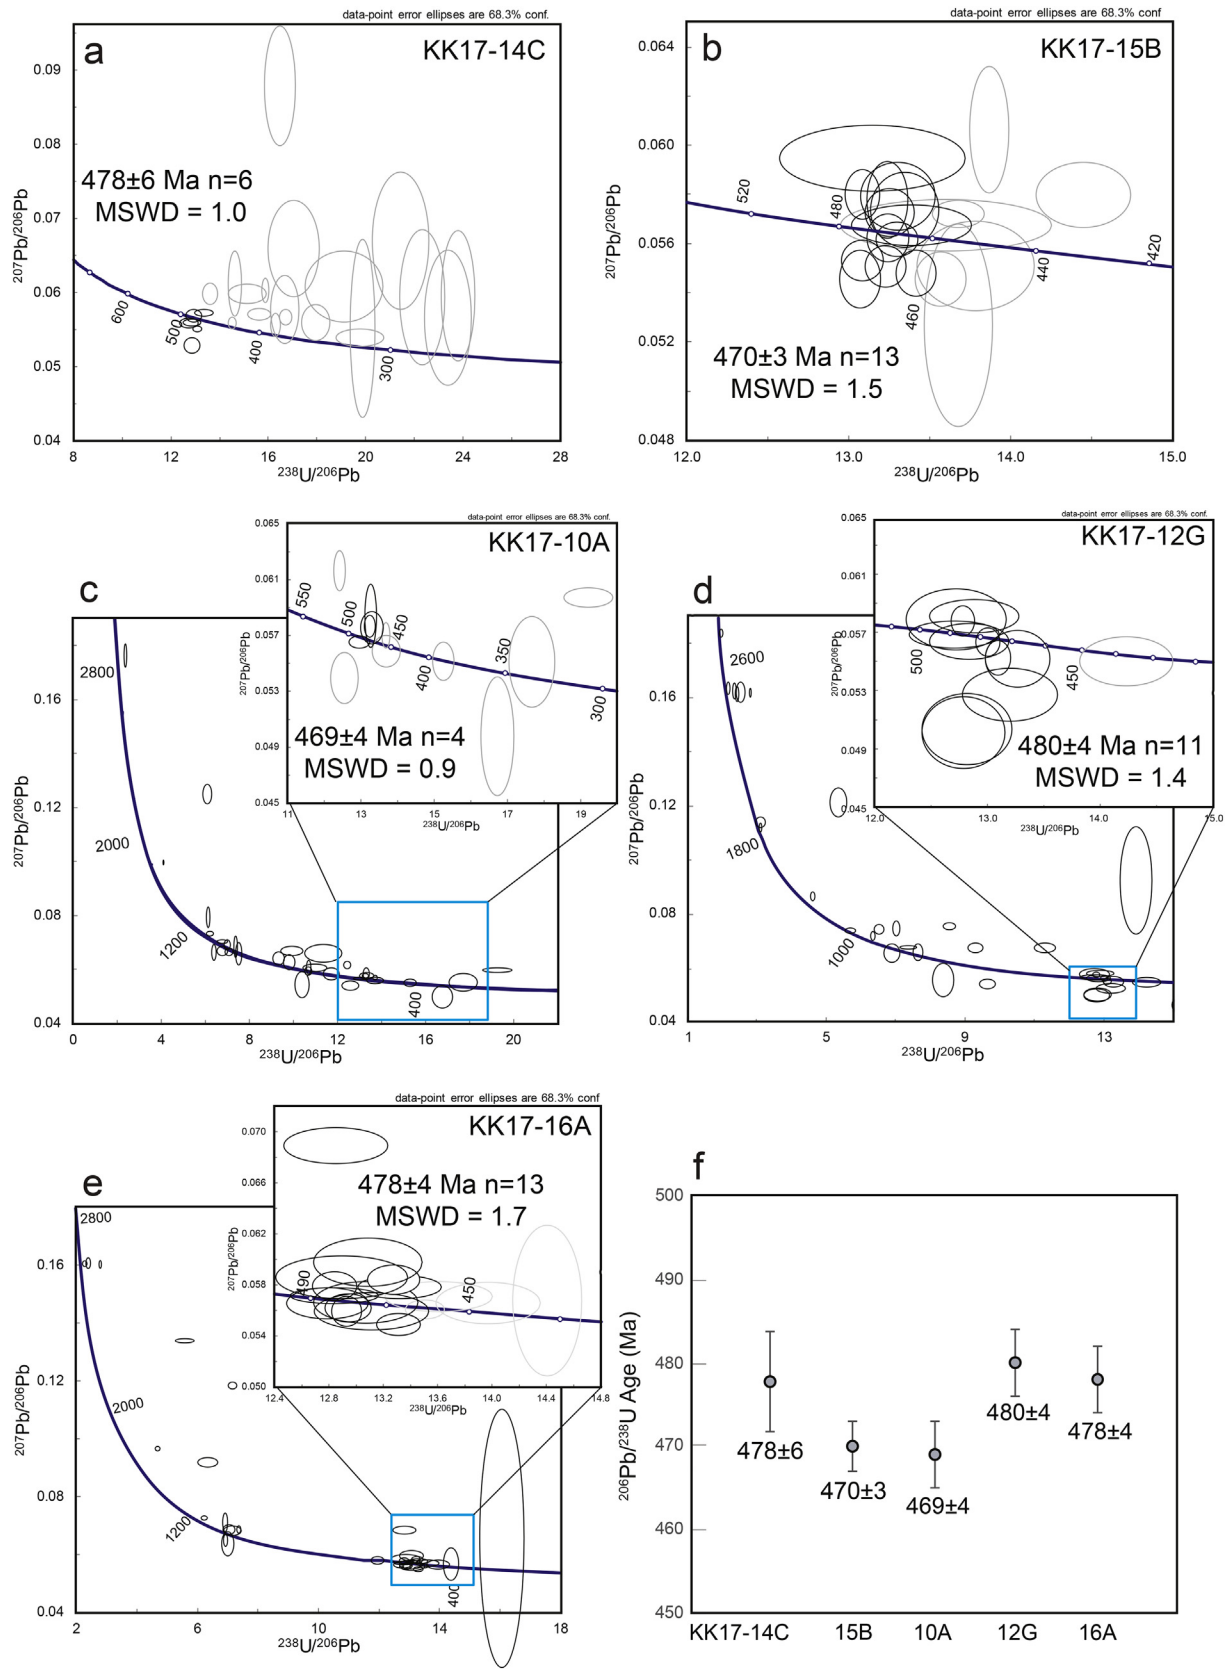 data-point error ellipses are 68.3% conf.
a
KK17-14C
0.09
0.08
0.07
0.06
0.05
0.04
207Pb/206Pb
478±6 Ma n=6
MSWD = 1.0
600
500
400
300
8 12 16 20 24 28
238U/206Pb
data-point error ellipses are 68.3% conf
b
KK17-15B
0.064
0.060
0.056
0.052
0.048
207Pb/206Pb
520
480
460
440
420
470±3 Ma n=13
MSWD = 1.5
12.0 13.0 14.0 15.0
238U/206Pb
c
data-point error ellipses are 68.3% conf.
KK17-10A
0.065
0.061
0.057
0.053
0.049
0.045
207Pb/206Pb
550
500
450
400
350
300
469±4 Ma n=4
MSWD = 0.9
11 13 15 17 19
238U/206Pb
0.16
0.12
0.08
0.04
207Pb/206Pb
2800
2000
1200
400
0 4 8 12 16 20
238U/206Pb
d
data-point error ellipses are 68.3% conf.
KK17-12G
0.065
0.061
0.057
0.053
0.049
0.045
207Pb/206Pb
500
450
480±4 Ma n=11
MSWD = 1.4
12.0 13.0 14.0 15.0
238U/206Pb
0.16
0.12
0.08
0.04
207Pb/206Pb
2600
1800
1000
1 5 9 13
238U/206Pb
e
data-point error ellipses are 68.3% conf
KK17-16A
0.070
0.066
0.062
0.058
0.054
0.050
207Pb/206Pb
478±4 Ma n=13
MSWD = 1.7
490
450
12.4 12.8 13.2 13.6 14.0 14.4 14.8
238U/206Pb
0.16
0.12
0.08
0.04
207Pb/206Pb
2800
2000
1200
400
2 6 10 14 18
238U/206Pb
f
500
490
480
470
460
450
206Pb/238U Age (Ma)
478±6
470±3
469±4
480±4
478±4
KK17-14C 15B 10A 12G 16A